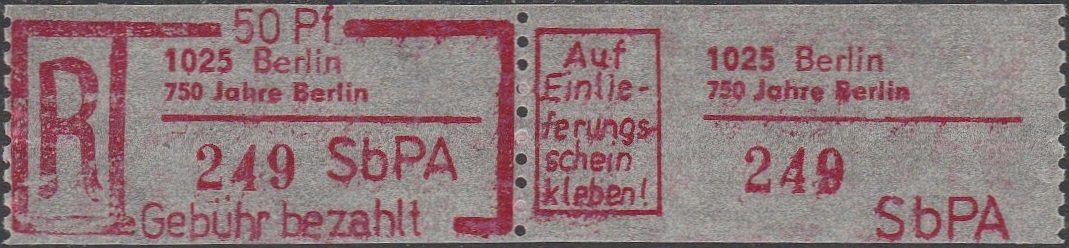 50 Pf
R
1025 Berlin
750 Jahre Berlin
249 SbPA
Gebühr bezahlt
Auf
Einlie-
ferungs-
schein
kleben!
1025 Berlin
750 Jahre Berlin
249
SbPA